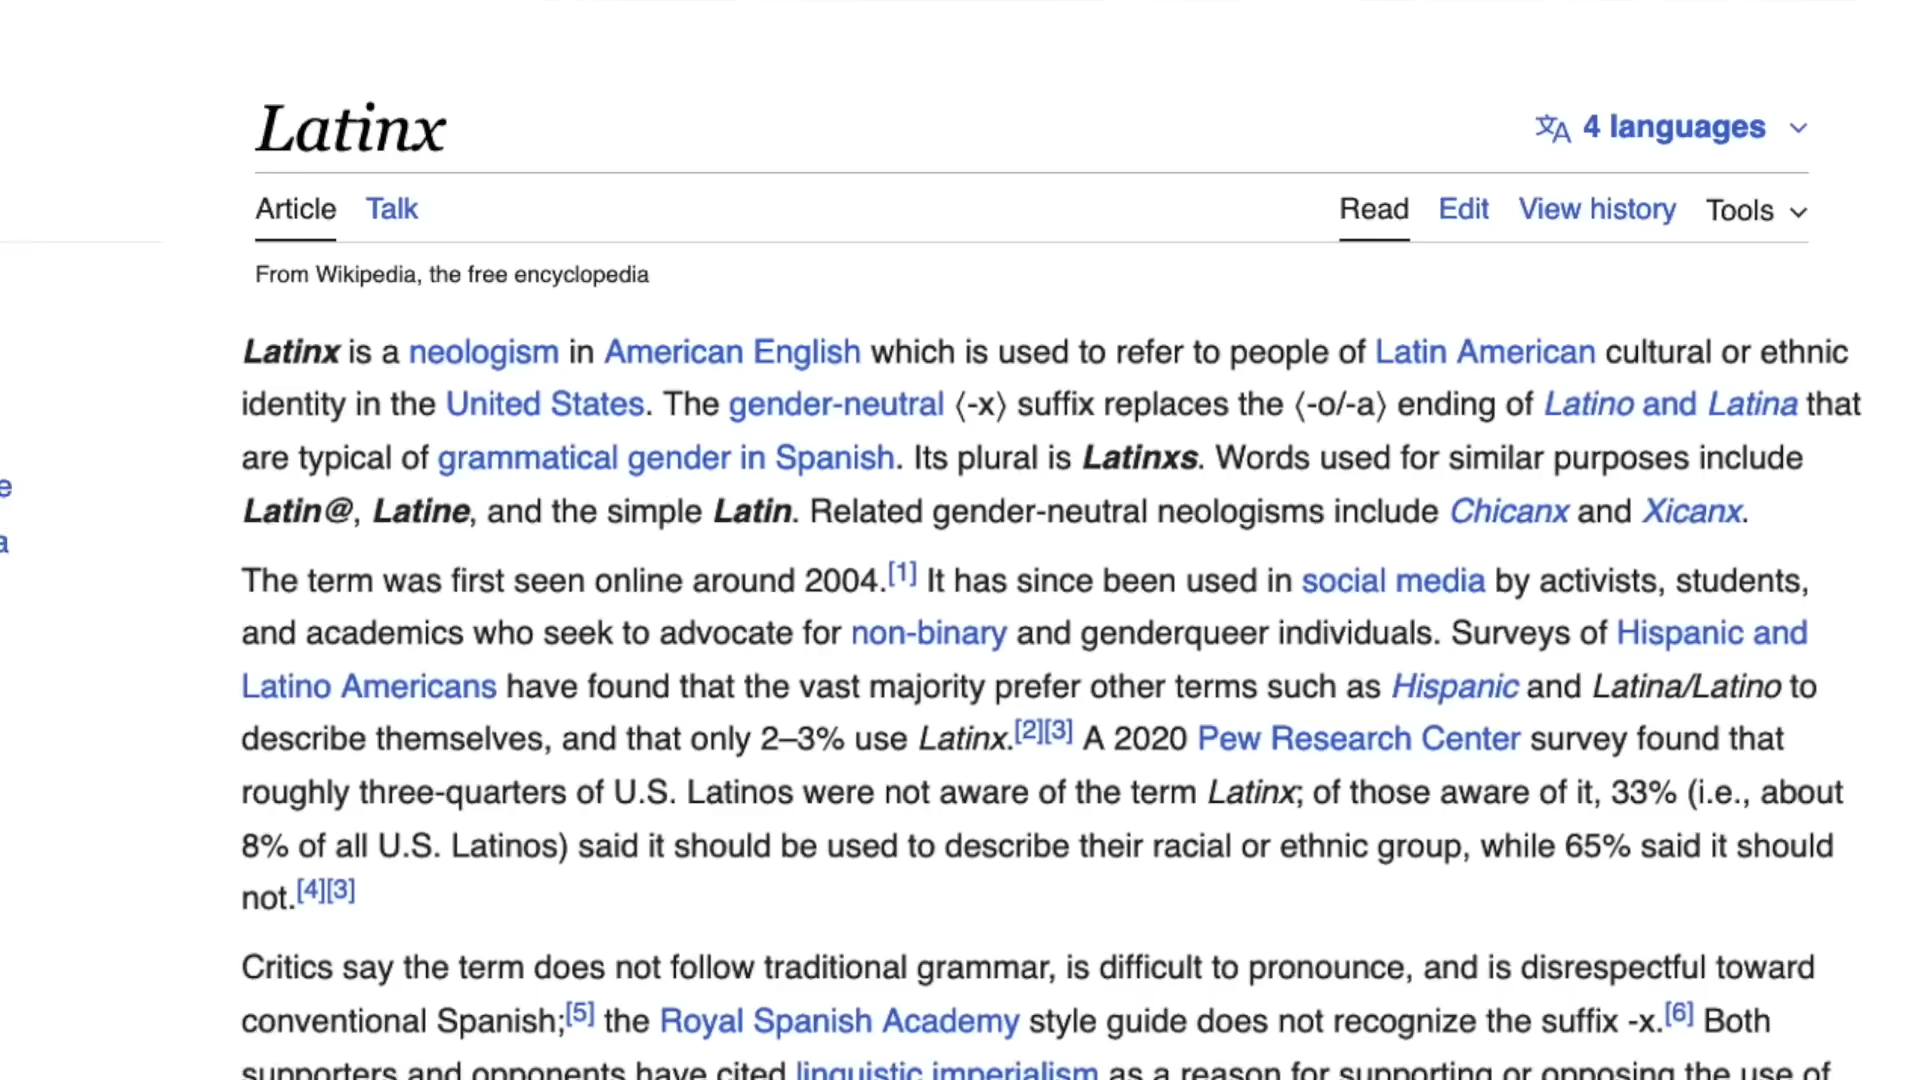 Latinx
4 languages
Article Talk Read Edit View history Tools
From Wikipedia, the free encyclopedia
Latinx is a neologism in American English which is used to refer to people of Latin American cultural or ethnic
identity in the United States. The gender-neutral ⟨-x⟩ suffix replaces the ⟨-o/-a⟩ ending of Latino and Latina that
are typical of grammatical gender in Spanish. Its plural is Latinxs. Words used for similar purposes include
Latin@, Latine, and the simple Latin. Related gender-neutral neologisms include Chicanx and Xicanx.
The term was first seen online around 2004.[1] It has since been used in social media by activists, students,
and academics who seek to advocate for non-binary and genderqueer individuals. Surveys of Hispanic and
Latino Americans have found that the vast majority prefer other terms such as Hispanic and Latina/Latino to
describe themselves, and that only 2–3% use Latinx.[2][3] A 2020 Pew Research Center survey found that
roughly three-quarters of U.S. Latinos were not aware of the term Latinx; of those aware of it, 33% (i.e., about
8% of all U.S. Latinos) said it should be used to describe their racial or ethnic group, while 65% said it should
not.[4][3]
Critics say the term does not follow traditional grammar, is difficult to pronounce, and is disrespectful toward
conventional Spanish;[5] the Royal Spanish Academy style guide does not recognize the suffix -x.[6] Both
supporters and opponents have cited linguistic imperialism as a reason for supporting or opposing the use of